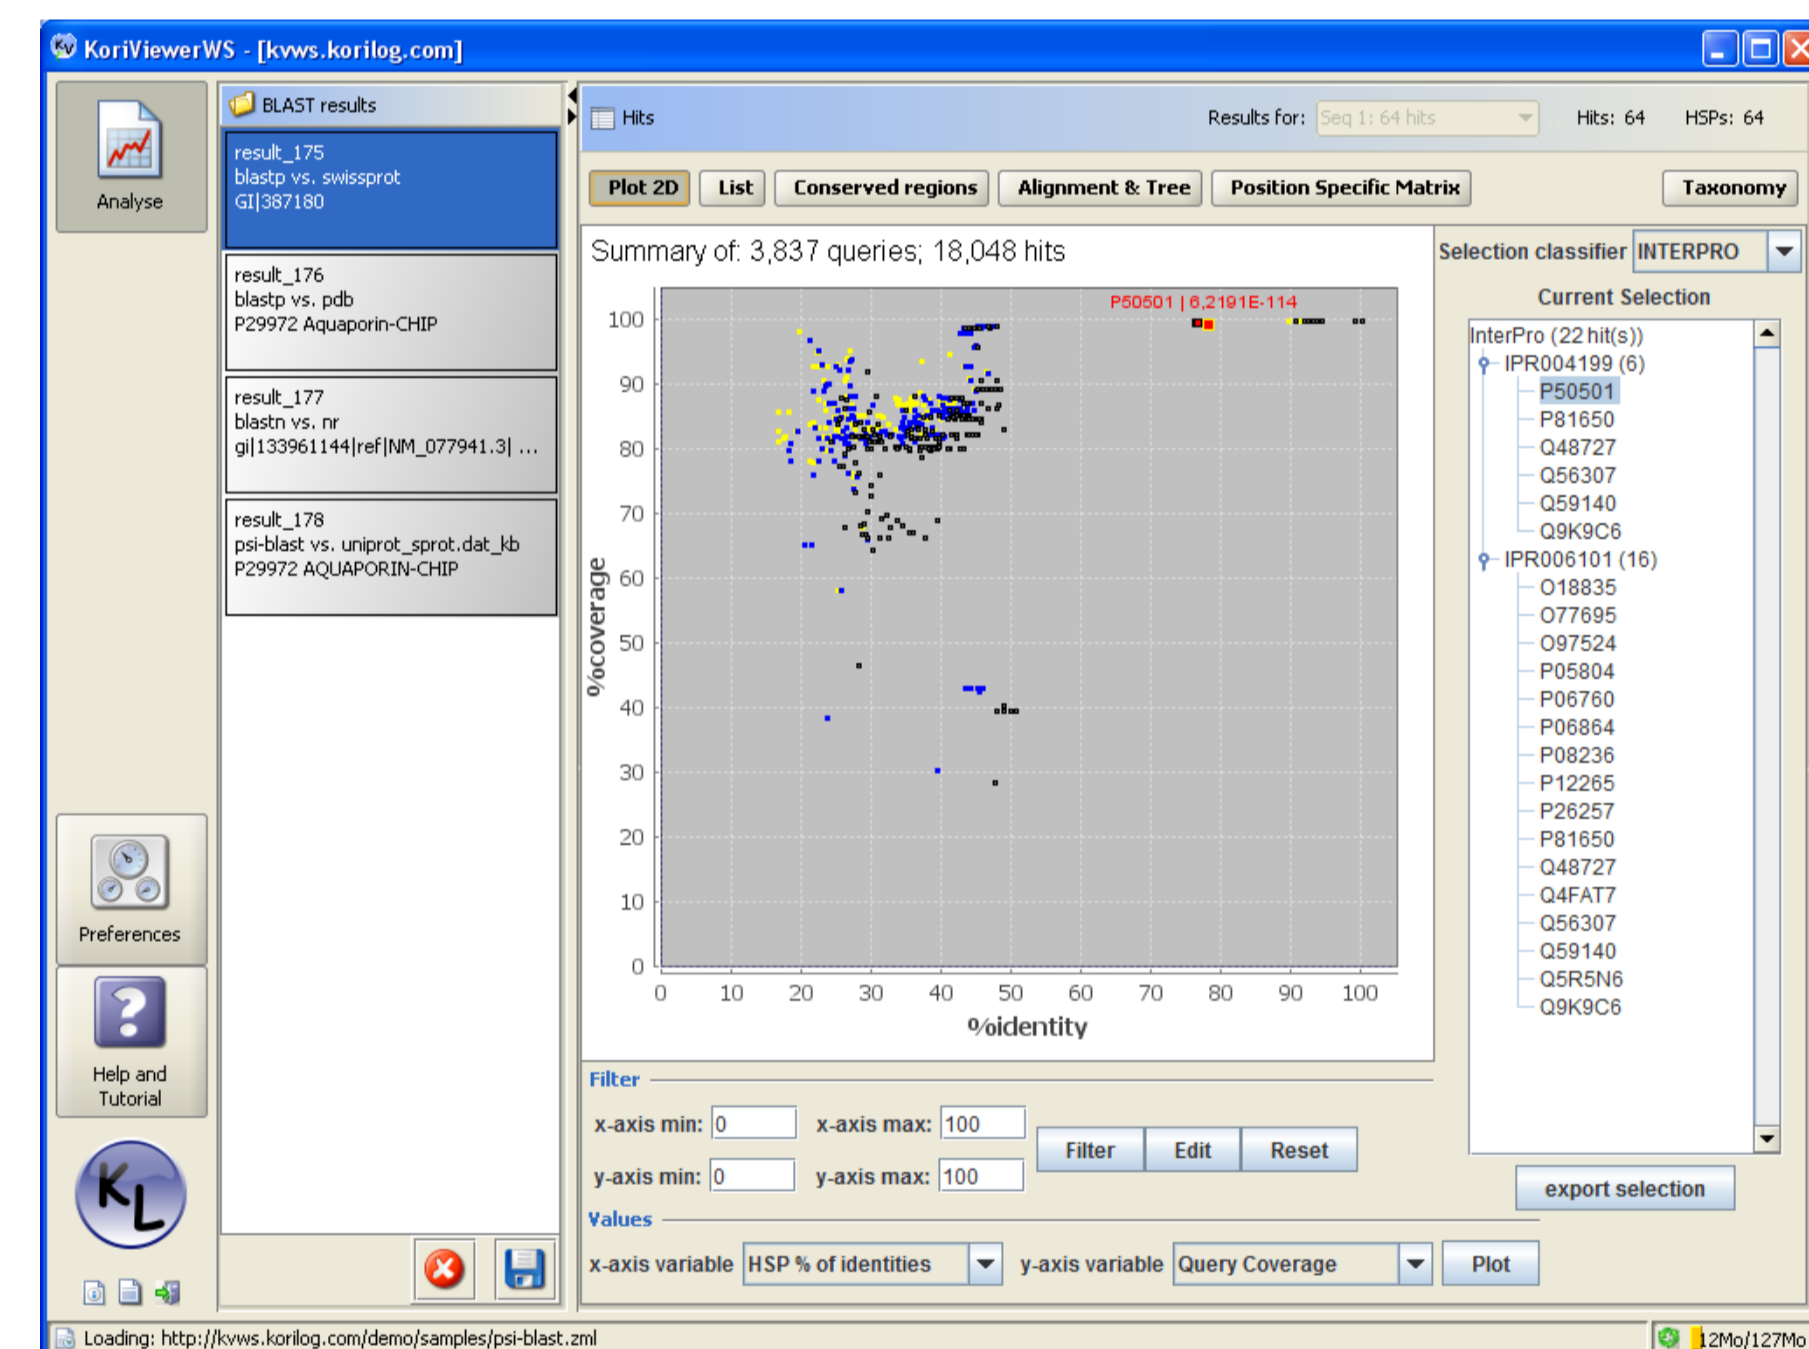 KoriViewerWS - [kvws.korilog.com]
Analyse
BLAST results
result_175
blastp vs. swissprot
GI|387180
result_176
blastp vs. pdb
P29972 Aquaporin-CHIP
result_177
blastn vs. nr
gi|133961144|ref|NM_077941.3| ...
result_178
psi-blast vs. uniprot_sprot.dat_kb
P29972 AQUAPORIN-CHIP
Preferences
Help and
Tutorial
KL
Hits
Results for: Seq 1: 64 hits
Hits: 64 HSPs: 64
Plot 2D List Conserved regions Alignment & Tree Position Specific Matrix Taxonomy
Summary of: 3,837 queries; 18,048 hits
P50501 | 6,2191E-114
100
90
80
70
60
50
40
30
20
10
0
%coverage
0 10 20 30 40 50 60 70 80 90 100
%identity
Selection classifier INTERPRO
Current Selection
InterPro (22 hit(s))
IPR004199 (6)
P50501
P81650
Q48727
Q56307
Q59140
Q9K9C6
IPR006101 (16)
O18835
O77695
O97524
P05804
P06760
P06864
P08236
P12265
P26257
P81650
Q48727
Q4FAT7
Q56307
Q59140
Q5R5N6
Q9K9C6
export selection
Filter
x-axis min: 0 x-axis max: 100
y-axis min: 0 y-axis max: 100
Filter Edit Reset
Values
x-axis variable HSP % of identities y-axis variable Query Coverage Plot
Loading: http://kvws.korilog.com/demo/samples/psi-blast.zml
12Mo/127Mo